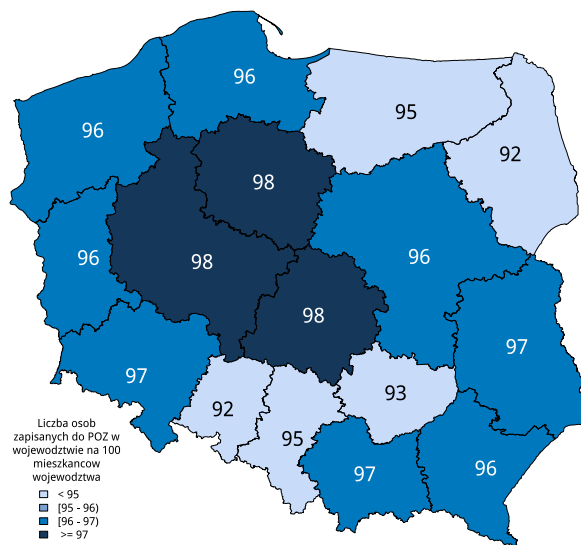 96
95
96
92
98
98
96
96
98
97
97
93
92
95
97
96
Liczba osob
zapisanych do POZ w
wojewodztwie na 100
mieszkancow
wojewodztwa
< 95
[95 - 96)
[96 - 97)
>= 97